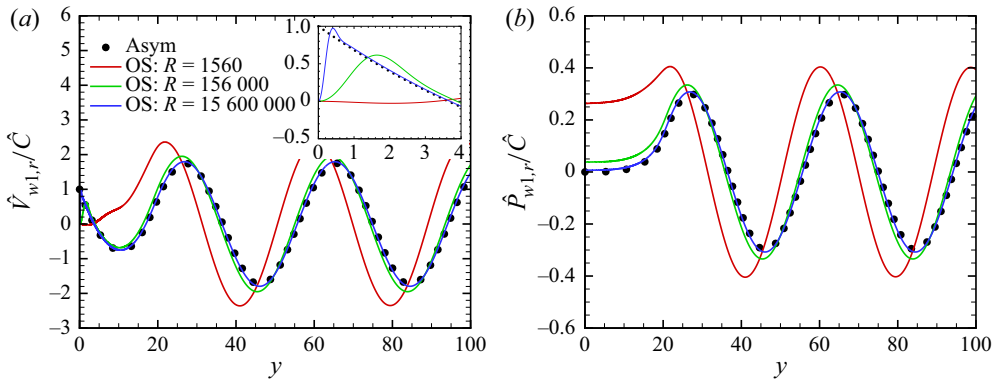 (a)
6
5
4
3
2
1
0
–1
–2
–3
V̂w1,r/Ĉ
Asym
OS: R = 1560
OS: R = 156 000
OS: R = 15 600 000
1.0
0.5
0
–0.5
0 1 2 3 4
0 20 40 60 80 100
y
(b)
0.6
0.4
0.2
0
–0.2
–0.4
–0.6
P̂w1,r/Ĉ
0 20 40 60 80 100
y